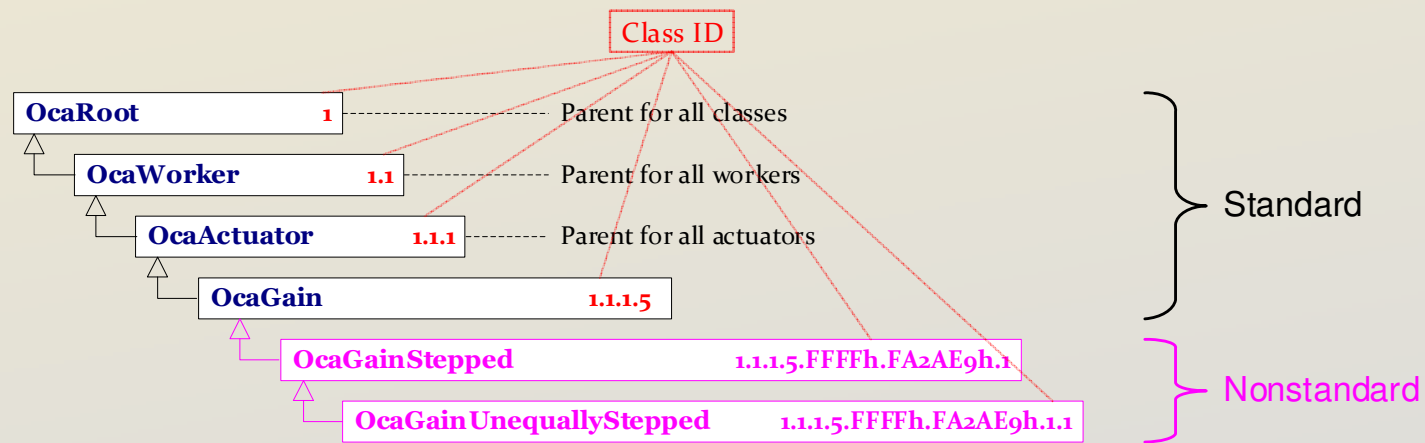 Class ID
OcaRoot 1 Parent for all classes
OcaWorker 1.1 Parent for all workers
Standard
OcaActuator 1.1.1 Parent for all actuators
OcaGain 1.1.1.5
OcaGainStepped 1.1.1.5.FFFFh.FA2AE9h.1
Nonstandard
OcaGainUnequallyStepped 1.1.1.5.FFFFh.FA2AE9h.1.1